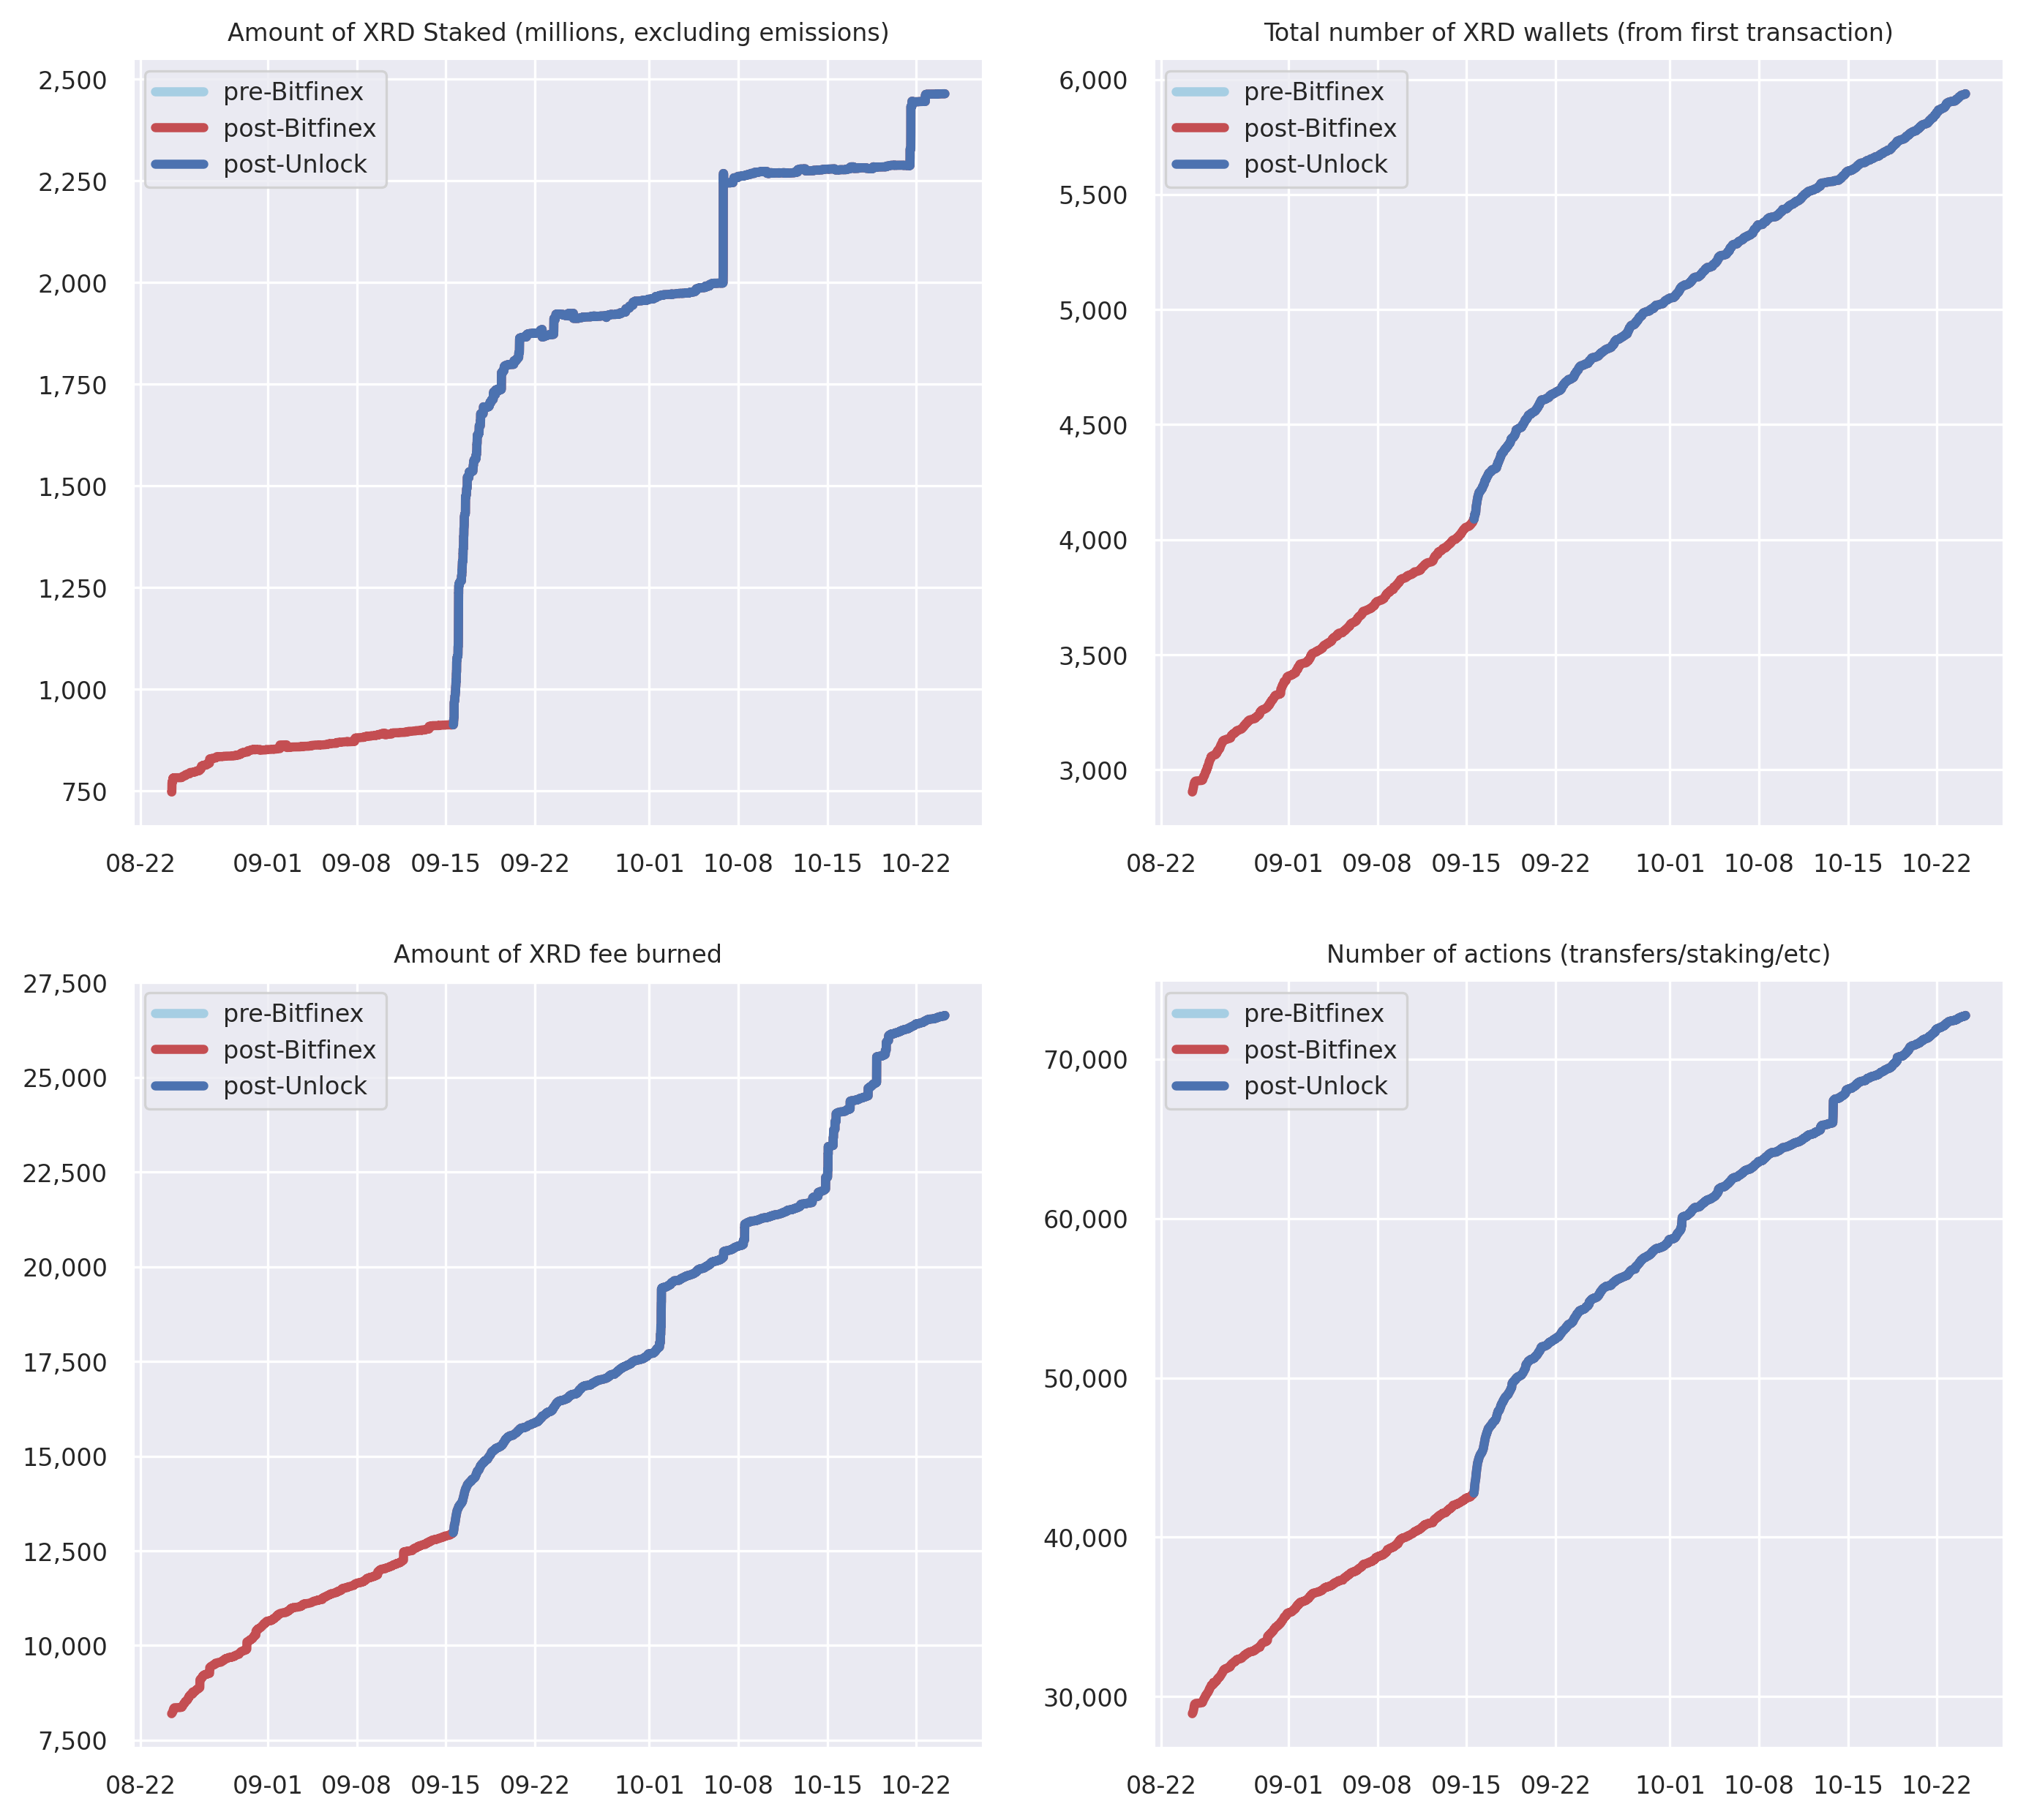 Amount of XRD Staked (millions, excluding emissions)
2,500
2,250
2,000
1,750
1,500
1,250
1,000
750
pre-Bitfinex
post-Bitfinex
post-Unlock
08-22 09-01 09-08 09-15 09-22 10-01 10-08 10-15 10-22
Total number of XRD wallets (from first transaction)
6,000
5,500
5,000
4,500
4,000
3,500
3,000
pre-Bitfinex
post-Bitfinex
post-Unlock
08-22 09-01 09-08 09-15 09-22 10-01 10-08 10-15 10-22
Amount of XRD fee burned
27,500
25,000
22,500
20,000
17,500
15,000
12,500
10,000
7,500
pre-Bitfinex
post-Bitfinex
post-Unlock
08-22 09-01 09-08 09-15 09-22 10-01 10-08 10-15 10-22
Number of actions (transfers/staking/etc)
70,000
60,000
50,000
40,000
30,000
pre-Bitfinex
post-Bitfinex
post-Unlock
08-22 09-01 09-08 09-15 09-22 10-01 10-08 10-15 10-22